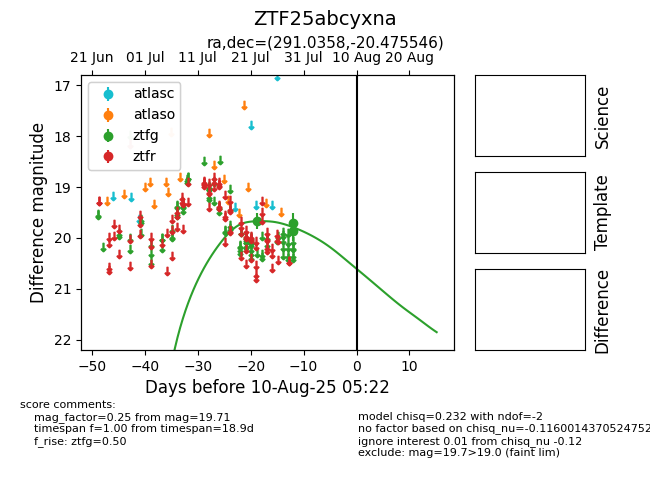 ZTF25abcyxna
ra,dec=(291.0358,-20.475546)
21 Jun 01 Jul 11 Jul 21 Jul 31 Jul 10 Aug 20 Aug
17
18
19
20
21
22
Difference magnitude
atlasc
atlaso
ztfg
ztfr
−50 −40 −30 −20 −10 0 10
Days before 10-Aug-25 05:22
Science
Template
Difference
score comments:
mag_factor=0.25 from mag=19.71
timespan f=1.00 from timespan=18.9d
f_rise: ztfg=0.50
model chisq=0.232 with ndof=-2
no factor based on chisq_nu=-0.1160014370524752
ignore interest 0.01 from chisq_nu -0.12
exclude: mag=19.7>19.0 (faint lim)